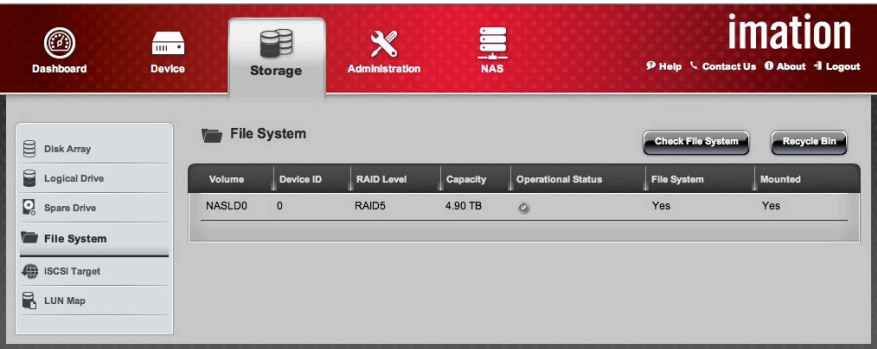 imation
Dashboard Device Storage Administration NAS
Help Contact Us About Logout
File System
Check File System Recycle Bin
Disk Array
Logical Drive
Spare Drive
File System
iSCSI Target
LUN Map
Volume Device ID RAID Level Capacity Operational Status File System Mounted
NASLD0 0 RAID5 4.90 TB Yes Yes